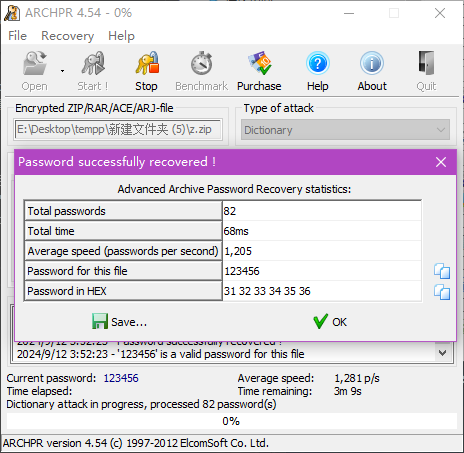 ARCHPR 4.54 - 0%
File Recovery Help
Open Start ! Stop Benchmark Purchase Help About Quit
Encrypted ZIP/RAR/ACE/ARJ-file Type of attack
E:\Desktop\tempp\新建文件夹 (5)\z.zip Dictionary
Password successfully recovered !
Advanced Archive Password Recovery statistics:
Total passwords 82
Total time 68ms
Average speed (passwords per second) 1,205
Password for this file 123456
Password in HEX 31 32 33 34 35 36
Save... OK
2024/9/12 3:52:23 - Password successfully recovered !
2024/9/12 3:52:23 - '123456' is a valid password for this file
Current password: 123456 Average speed: 1,281 p/s
Time elapsed: Time remaining: 3m 9s
Dictionary attack in progress, processed 82 password(s)
0%
ARCHPR version 4.54 (c) 1997-2012 ElcomSoft Co. Ltd.